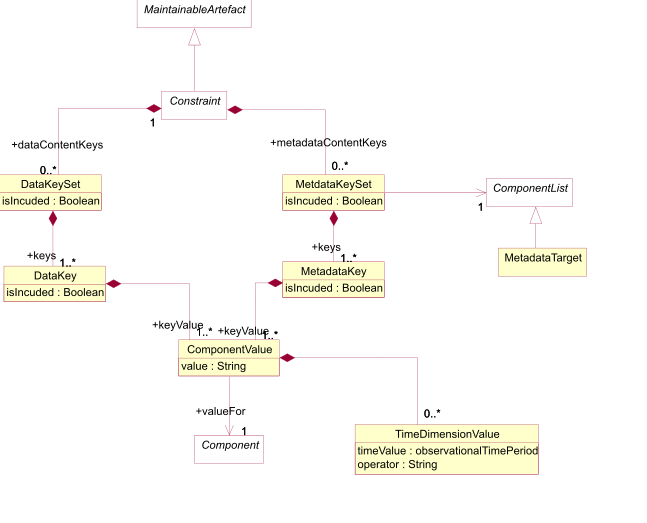 MaintainableArtefact
Constraint
1
+dataContentKeys
+metadataContentKeys
0..*
0..*
DataKeySet
isIncuded : Boolean
MetdataKeySet
isIncuded : Boolean
1
ComponentList
+keys
1..*
+keys
1..*
MetadataTarget
DataKey
isIncuded : Boolean
MetadataKey
isIncuded : Boolean
+keyValue
1..*
+keyValue
1..*
ComponentValue
value : String
+valueFor
1
0..*
Component
TimeDimensionValue
timeValue : observationalTimePeriod
operator : String